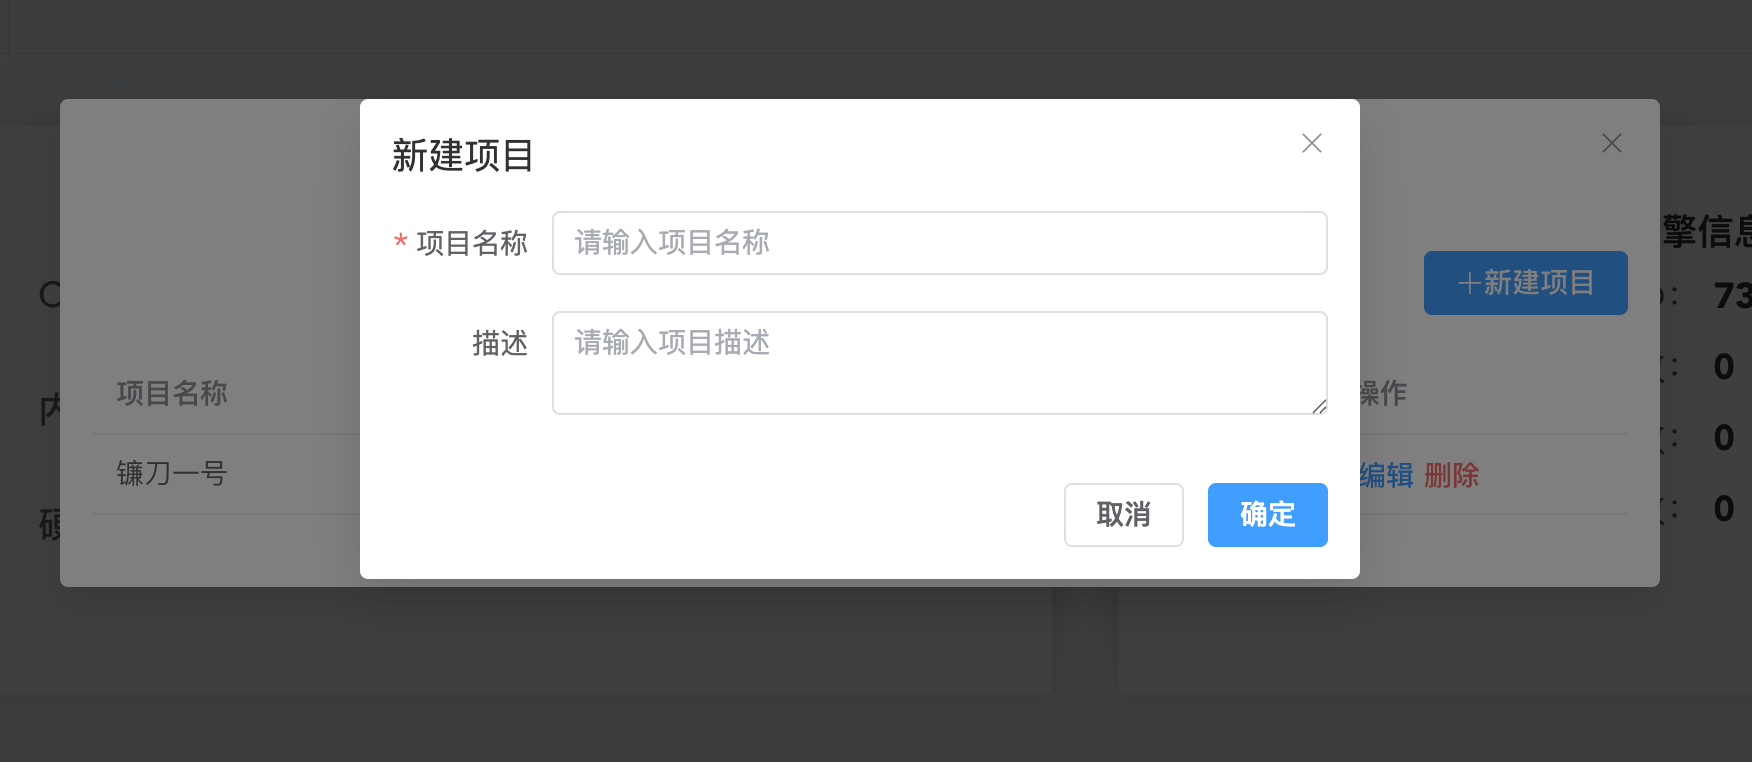 新建项目
* 项目名称 请输入项目名称
描述 请输入项目描述
取消 确定
擎信息
+新建项目
73
项目名称 操作
0
镰刀一号 编辑 删除
0
0
内